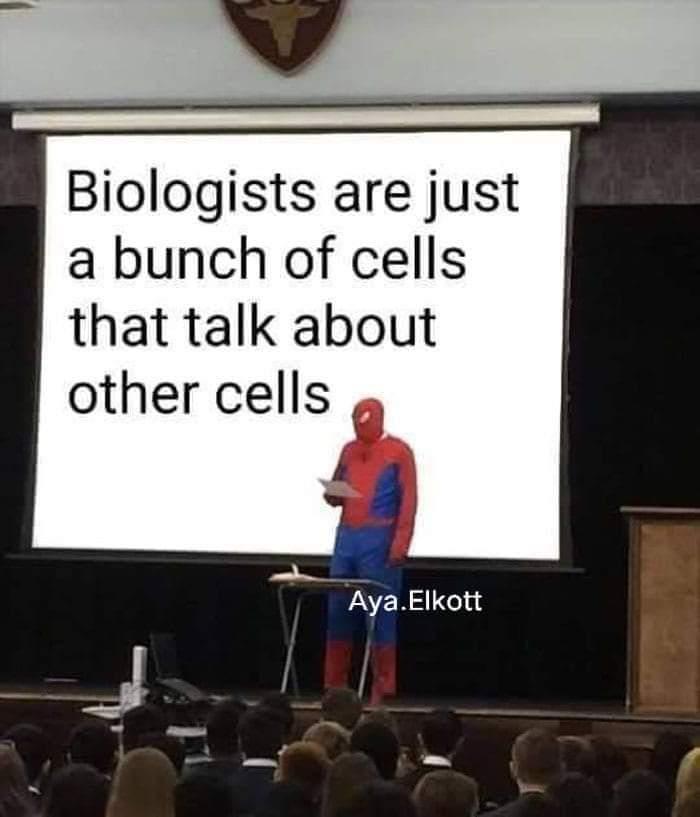 Biologists are just
a bunch of cells
that talk about
other cells
Aya.Elkott